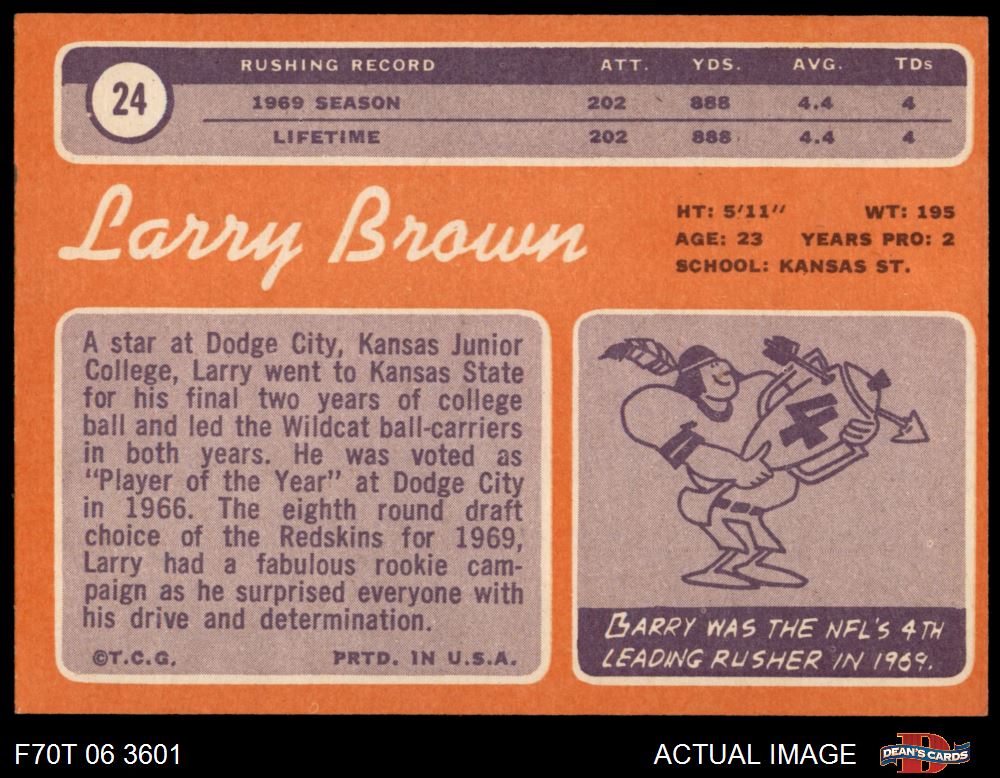 RUSHING RECORD ATT. YDS. AVG. TDs
24
1969 SEASON 202 888 4.4 4
LIFETIME 202 888 4.4 4
Larry Brown
HT: 5'11" WT: 195
AGE: 23 YEARS PRO: 2
SCHOOL: KANSAS ST.
A star at Dodge City, Kansas Junior
College, Larry went to Kansas State
for his final two years of college
ball and led the Wildcat ball-carriers
in both years. He was voted as
"Player of the Year" at Dodge City
in 1966. The eighth round draft
choice of the Redskins for 1969,
Larry had a fabulous rookie cam-
paign as he surprised everyone with
his drive and determination.
©T.C.G. PRTD. IN U.S.A.
4
LARRY WAS THE NFL'S 4TH
LEADING RUSHER IN 1969.
F70T 06 3601 ACTUAL IMAGE
D
DEAN'S CARDS